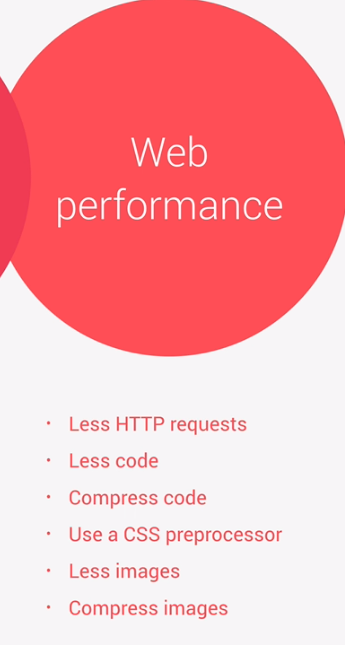 Web
performance
• Less HTTP requests
• Less code
• Compress code
• Use a CSS preprocessor
• Less images
• Compress images